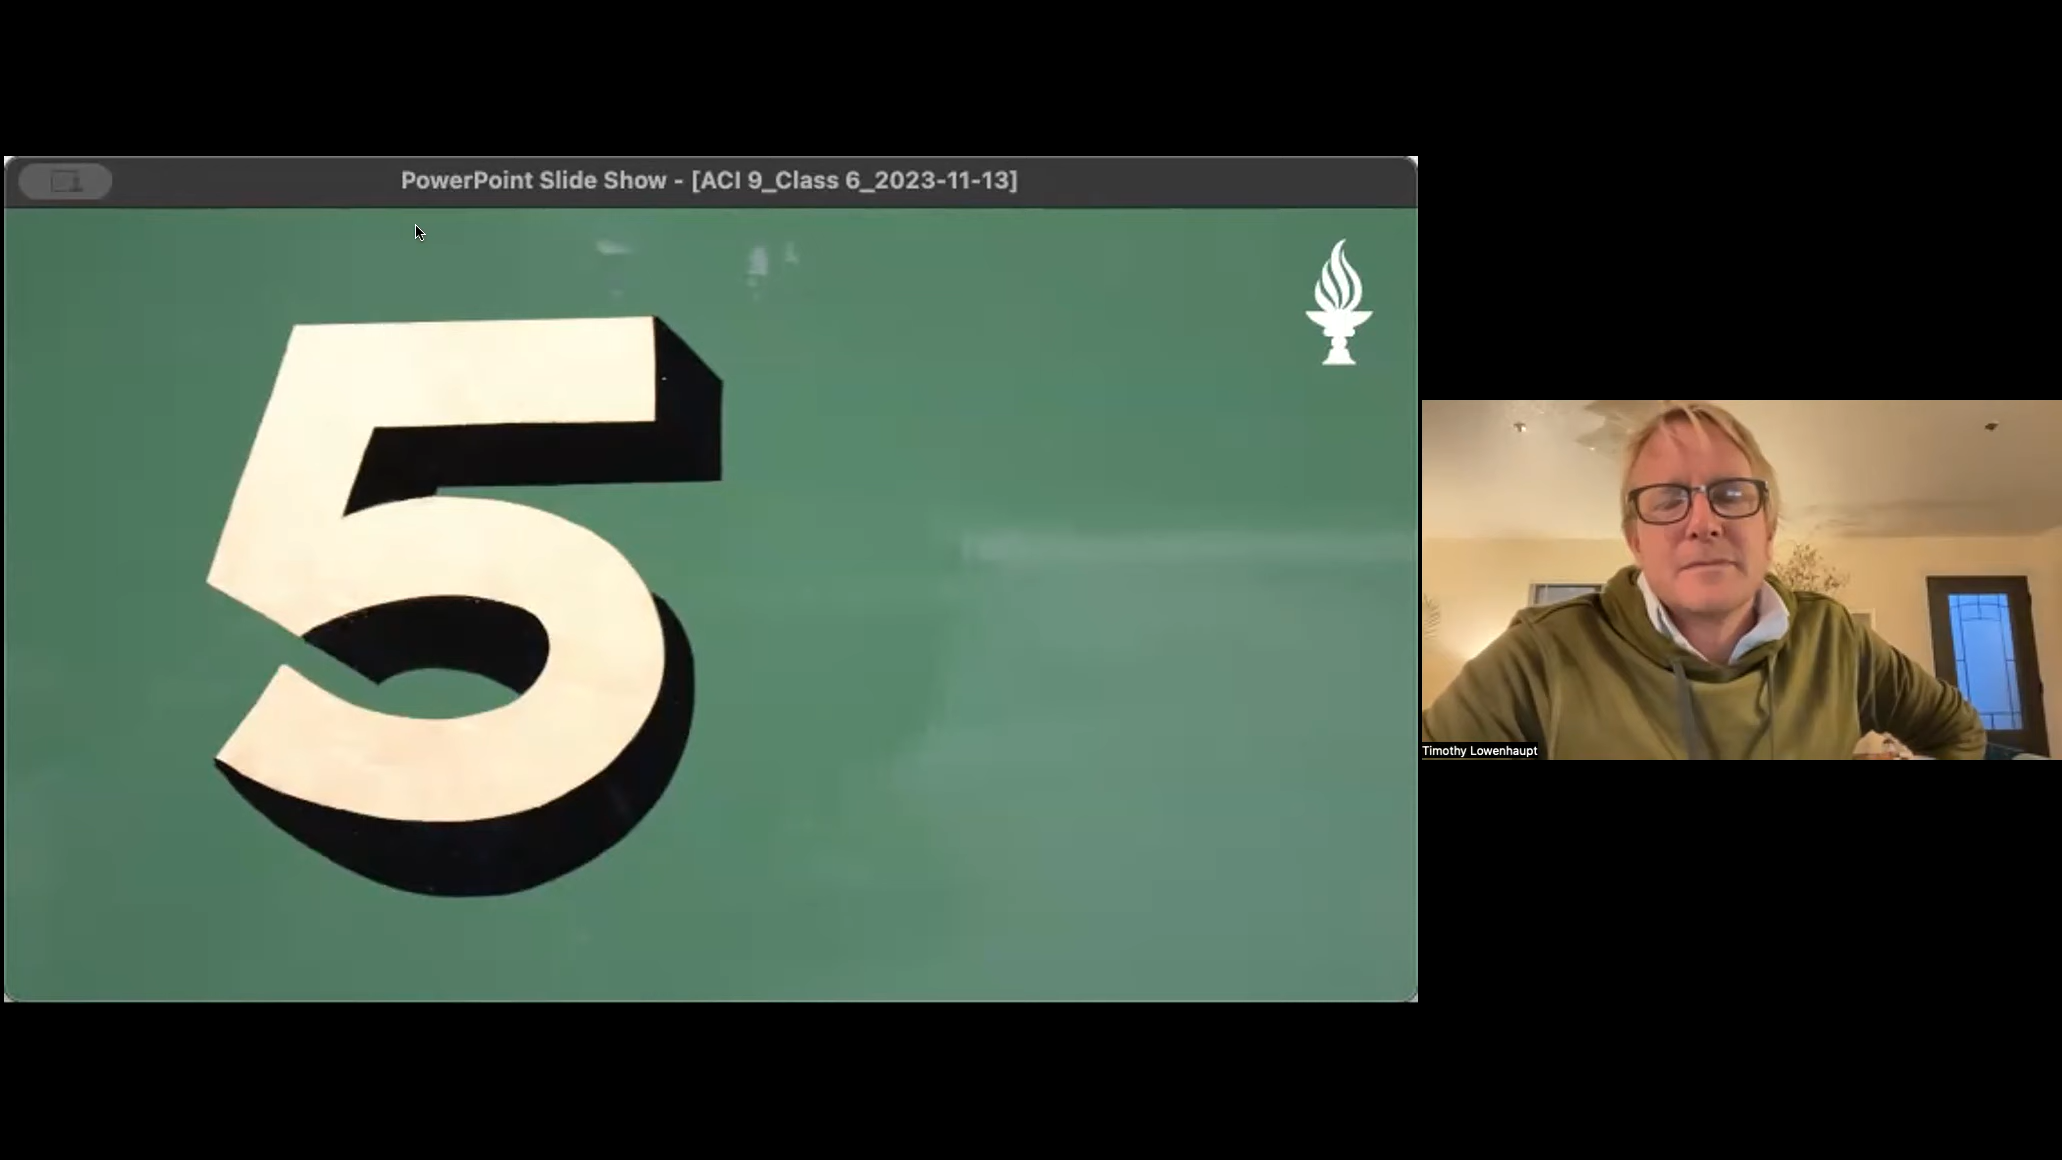 PowerPoint Slide Show - [ACI 9_Class 6_2023-11-13]
5
Timothy Lowenhaupt